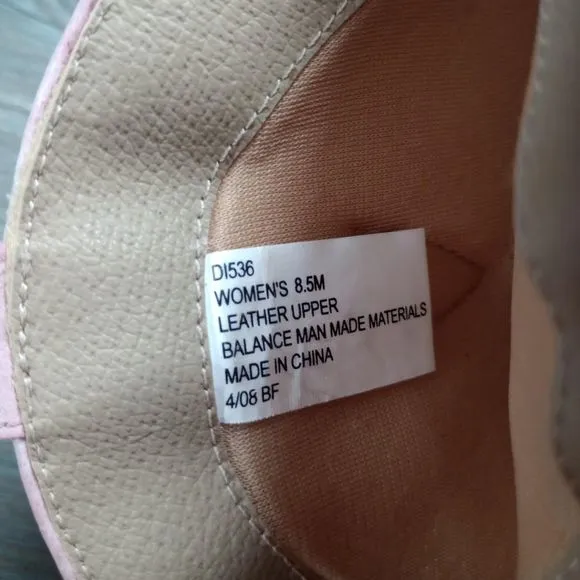 DI536
WOMEN'S 8.5M
LEATHER UPPER
BALANCE MAN MADE MATERIALS
MADE IN CHINA
4/08 BF